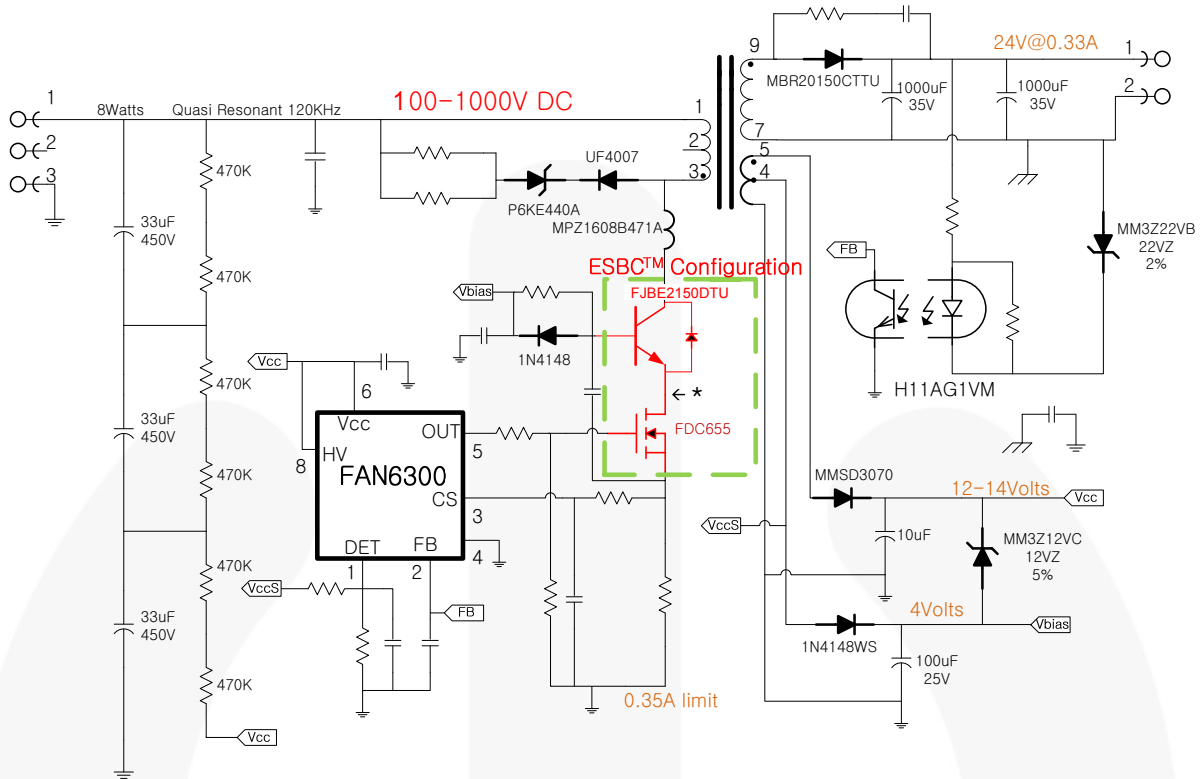 8Watts
Quasi Resonant 120KHz
100-1000V DC
24V@0.33A
1
2
3
470K
470K
470K
470K
470K
470K
33uF
450V
33uF
450V
33uF
450V
Vcc
P6KE440A
UF4007
MPZ1608B471A
1
2
3
9
7
5
4
MBR20150CTTU
1000uF
35V
1000uF
35V
1
2
MM3Z22VB
22VZ
2%
FB
H11AG1VM
ESBC™ Configuration
FJBE2150DTU
Vbias
1N4148
← *
FDC655
Vcc
6
Vcc
8
HV
OUT
5
FAN6300
CS
3
4
DET
FB
1
2
VccS
FB
0.35A limit
VccS
MMSD3070
12-14Volts
Vcc
10uF
MM3Z12VC
12VZ
5%
4Volts
Vbias
1N4148WS
100uF
25V